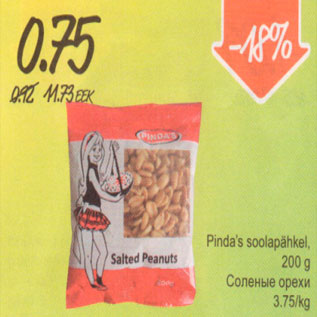 0.75
-18%
0.92 11.73 EEK
PINDA'S
Salted Peanuts
Pinda's soolapähkel,
200 g
Соленые орехи
3.75/kg